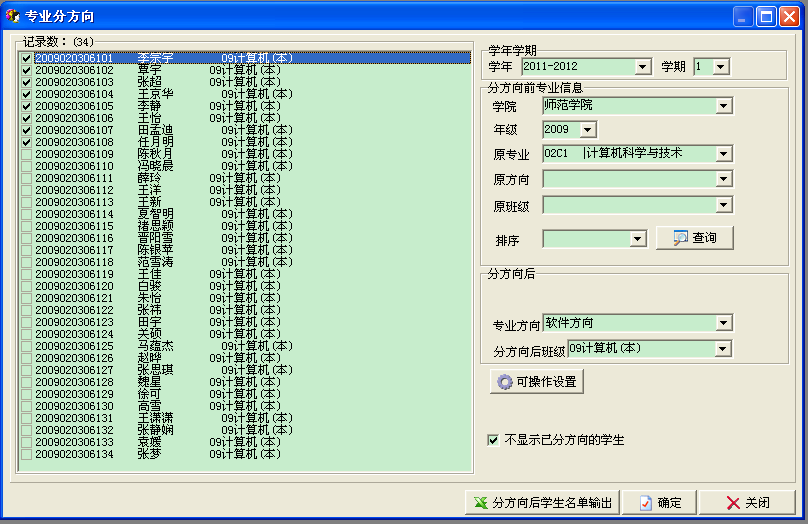 专业分方向
记录数：(34)
2009020306101 李宗宇 09计算机(本)
2009020306102 覃宇 09计算机(本)
2009020306103 张超 09计算机(本)
2009020306104 王京华 09计算机(本)
2009020306105 李静 09计算机(本)
2009020306106 王怡 09计算机(本)
2009020306107 田孟迪 09计算机(本)
2009020306108 任月明 09计算机(本)
2009020306109 陈秋月 09计算机(本)
2009020306110 冯晓晨 09计算机(本)
2009020306111 薛玲 09计算机(本)
2009020306112 王洋 09计算机(本)
2009020306113 王新 09计算机(本)
2009020306114 夏智明 09计算机(本)
2009020306115 褚思颖 09计算机(本)
2009020306116 晋阳雪 09计算机(本)
2009020306117 陈银苹 09计算机(本)
2009020306118 范雪涛 09计算机(本)
2009020306119 王佳 09计算机(本)
2009020306120 白骏 09计算机(本)
2009020306121 朱怡 09计算机(本)
2009020306122 张祎 09计算机(本)
2009020306123 田宇 09计算机(本)
2009020306124 关硕 09计算机(本)
2009020306125 马蕴杰 09计算机(本)
2009020306126 赵晔 09计算机(本)
2009020306127 张思琪 09计算机(本)
2009020306128 魏星 09计算机(本)
2009020306129 徐可 09计算机(本)
2009020306130 高雪 09计算机(本)
2009020306131 王潇潇 09计算机(本)
2009020306132 张静娴 09计算机(本)
2009020306133 袁媛 09计算机(本)
2009020306134 张梦 09计算机(本)
学年学期
学年 2011-2012 学期 1
分方向前专业信息
学院 师范学院
年级 2009
原专业 02C1 |计算机科学与技术
原方向
原班级
排序 查询
分方向后
专业方向 软件方向
分方向后班级 09计算机(本)
可操作设置
不显示已分方向的学生
分方向后学生名单输出 确定 关闭